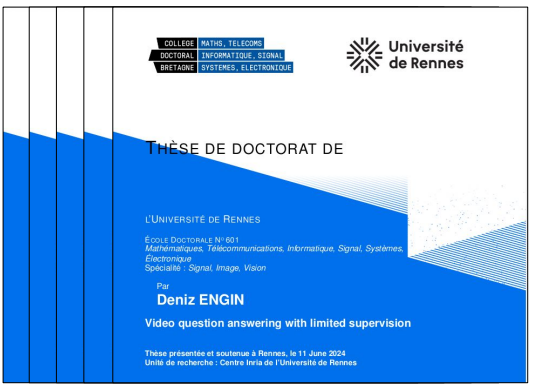 COLLEGE MATHS, TELECOMS
DOCTORAL INFORMATIQUE, SIGNAL
BRETAGNE SYSTEMES, ELECTRONIQUE
Université
de Rennes
THÈSE DE DOCTORAT DE
L'UNIVERSITÉ DE RENNES
ÉCOLE DOCTORALE Nº 601
Mathématiques, Télécommunications, Informatique, Signal, Systèmes,
Électronique
Spécialité : Signal, Image, Vision
Par
Deniz ENGIN
Video question answering with limited supervision
Thèse présentée et soutenue à Rennes, le 11 June 2024
Unité de recherche : Centre Inria de l'Université de Rennes